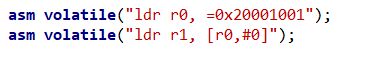 asm volatile("ldr r0, =0x20001001");
asm volatile("ldr r1, [r0,#0]");